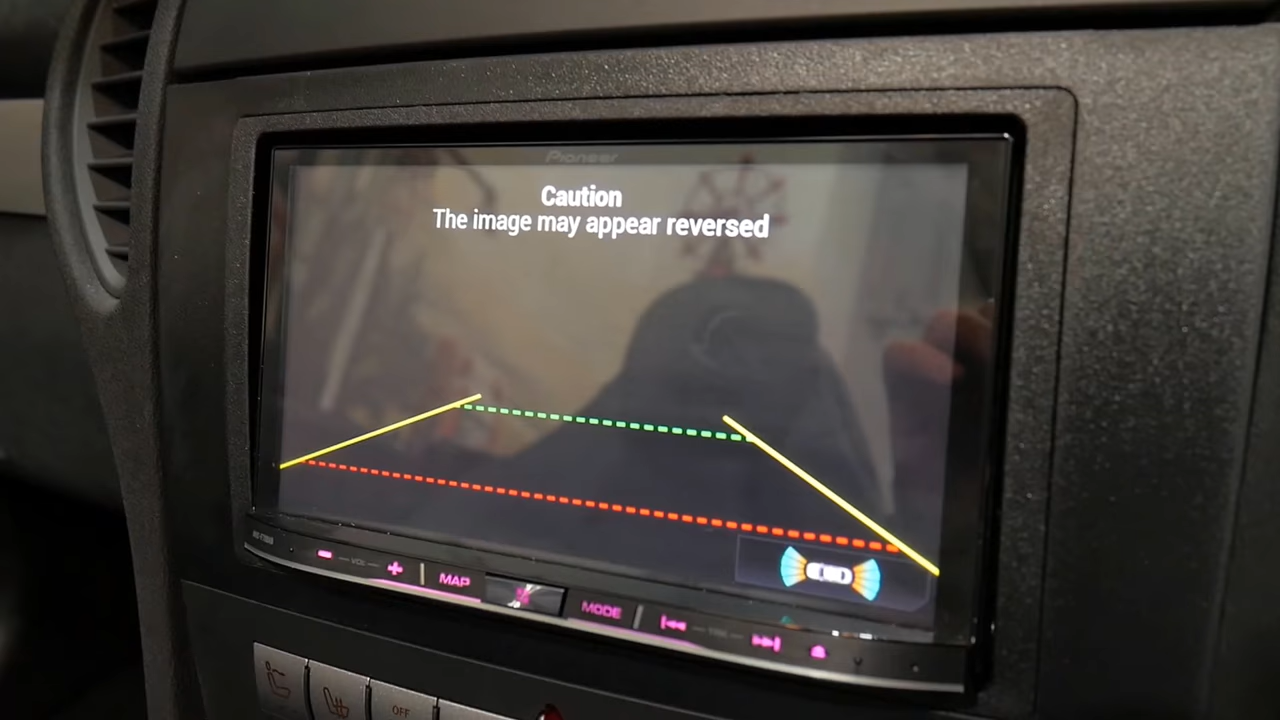 Pioneer
Caution
The image may appear reversed
VOL
MAP
MODE
OFF